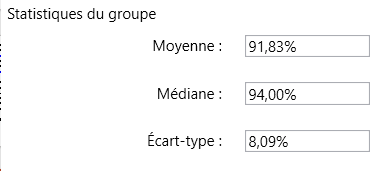 Statistiques du groupe
Moyenne : 91,83%
Médiane : 94,00%
Écart-type : 8,09%